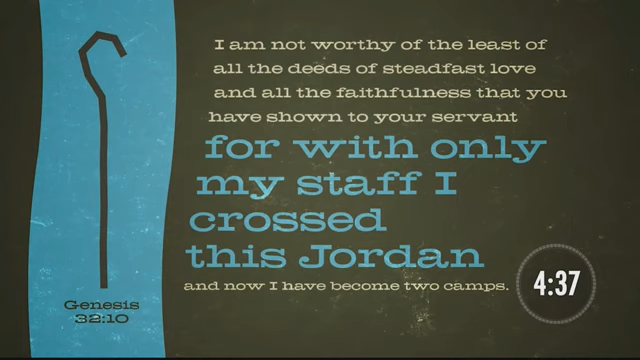 I am not worthy of the least of
all the deeds of steadfast love
and all the faithfulness that you
have shown to your servant
for with only
my staff I
crossed
this Jordan
and now I have become two camps.
Genesis
32:10
4:37